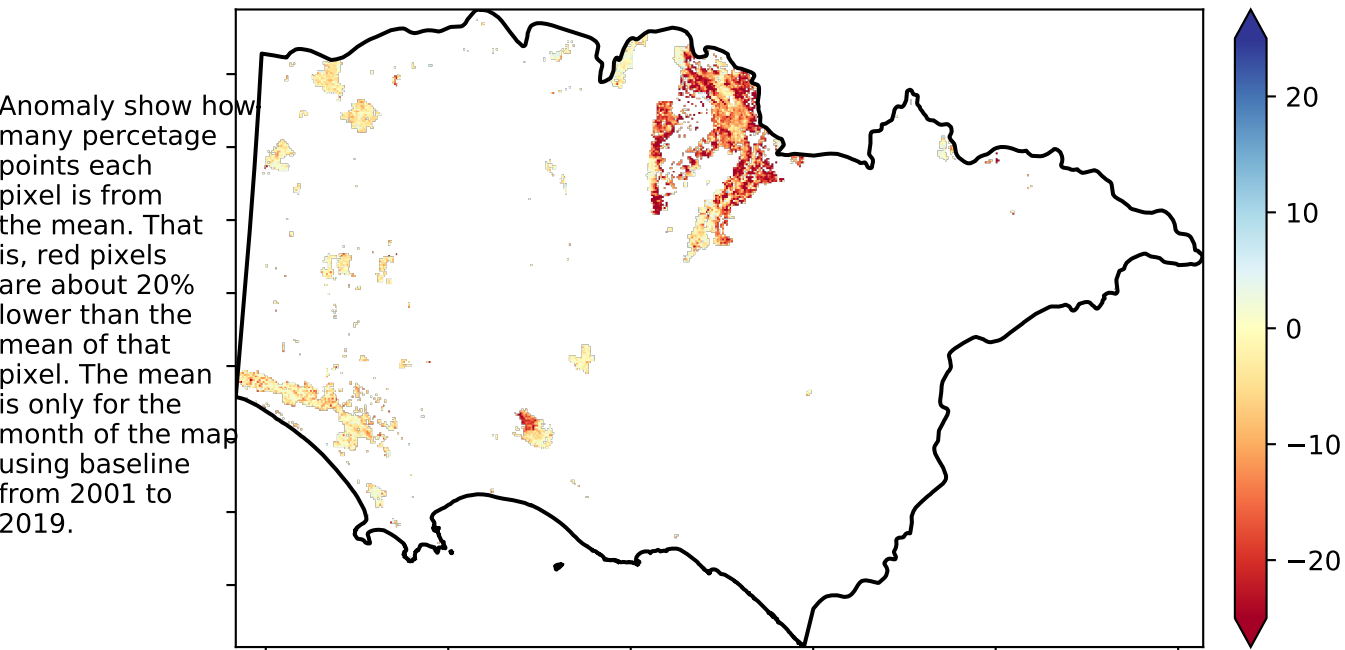 Anomaly show how
many percetage
points each
pixel is from
the mean. That
is, red pixels
are about 20%
lower than the
mean of that
pixel. The mean
is only for the
month of the map
using baseline
from 2001 to
2019.
20
10
0
−10
−20